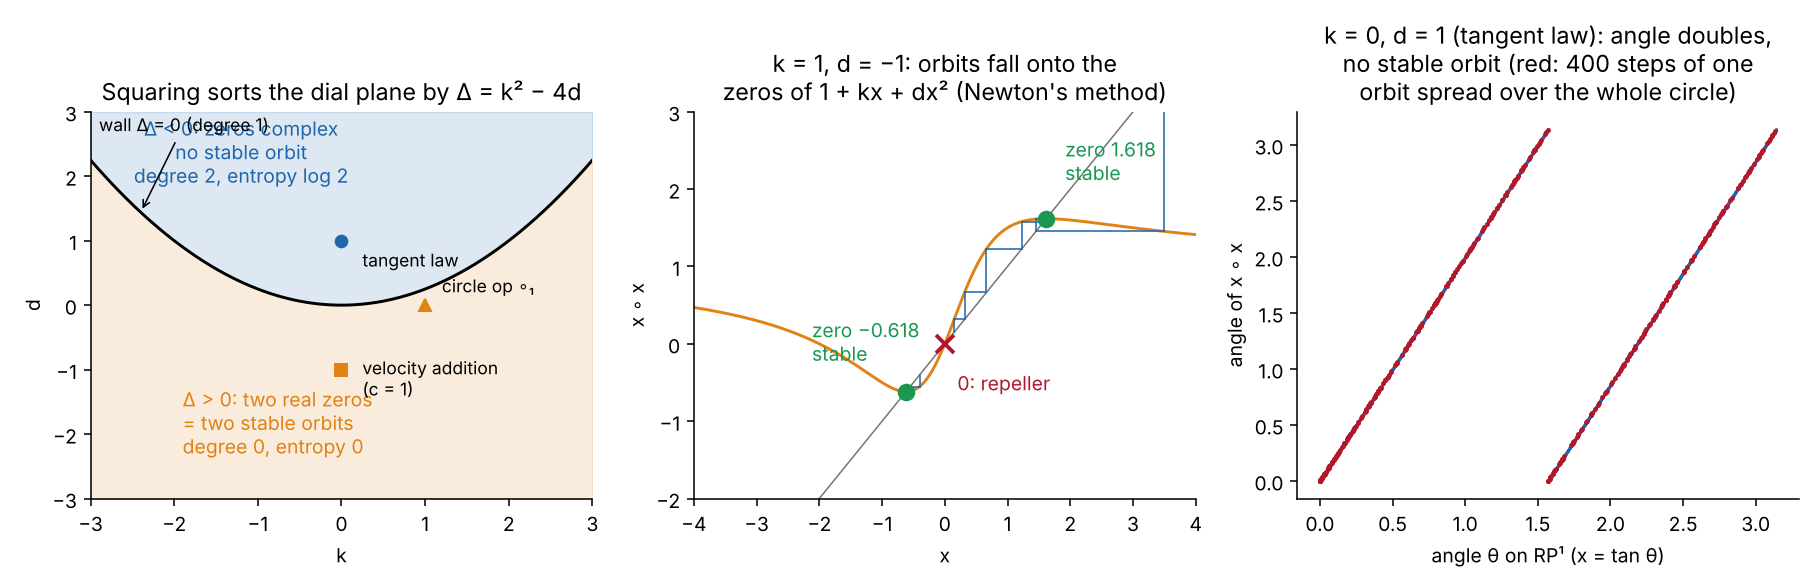 Squaring sorts the dial plane by Δ = k² − 4d
3
2
1
0
−1
−2
−3
d
wall Δ = 0 (degree 1)
Δ < 0: zeros complex
no stable orbit
degree 2, entropy log 2
tangent law
circle op ∘₁
velocity addition
(c = 1)
Δ > 0: two real zeros
= two stable orbits
degree 0, entropy 0
−3 −2 −1 0 1 2 3
k
k = 1, d = −1: orbits fall onto the
zeros of 1 + kx + dx² (Newton's method)
3
2
1
0
−1
−2
x ∘ x
zero 1.618
stable
zero −0.618
stable
0: repeller
−4 −3 −2 −1 0 1 2 3 4
x
k = 0, d = 1 (tangent law): angle doubles,
no stable orbit (red: 400 steps of one
orbit spread over the whole circle)
3.0
2.5
2.0
1.5
1.0
0.5
0.0
angle of x ∘ x
0.0 0.5 1.0 1.5 2.0 2.5 3.0
angle θ on RP¹ (x = tan θ)